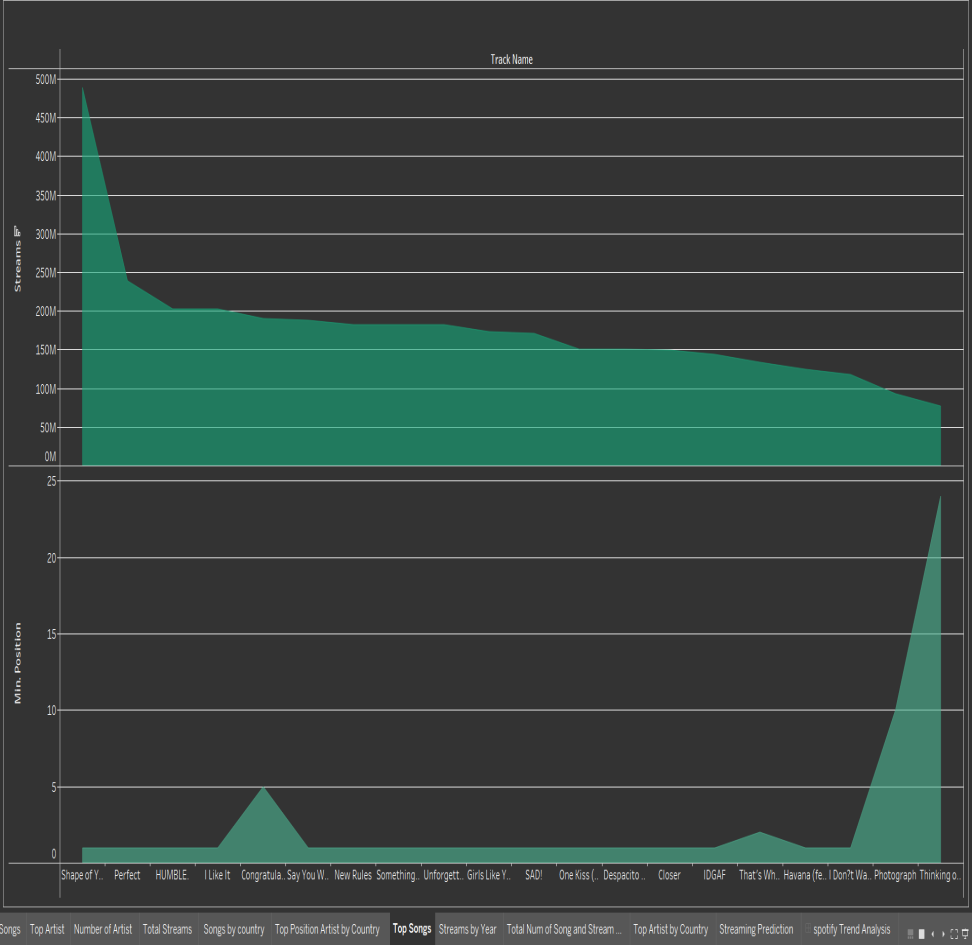 Track Name
500M
450M
400M
350M
300M
250M
200M
150M
100M
50M
0M
Streams
25
20
15
10
5
0
Min. Position
Shape of Y.. Perfect HUMBLE. I Like It Congratula.. Say You W.. New Rules Something.. Unforgett.. Girls Like Y.. SAD! One Kiss (.. Despacito .. Closer IDGAF That's Wh.. Havana (fe.. I Don?t Wa.. Photograph Thinking o..
Songs Top Artist Number of Artist Total Streams Songs by country Top Position Artist by Country Top Songs Streams by Year Total Num of Song and Stream ... Top Artist by Country Streaming Prediction spotify Trend Analysis